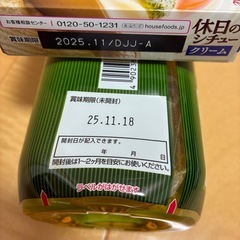 お客様相談センター
0120-50-1231
housefoods.jp
賞味期限
2025.11/DJJ-A
休日の
シチュー
クリーム
賞味期限(未開封)
25.11.18
開封日が記入できます。
年 月 日
開封後は1~2ヶ月を目安にお使いください。
ラベルがはがせます
4902